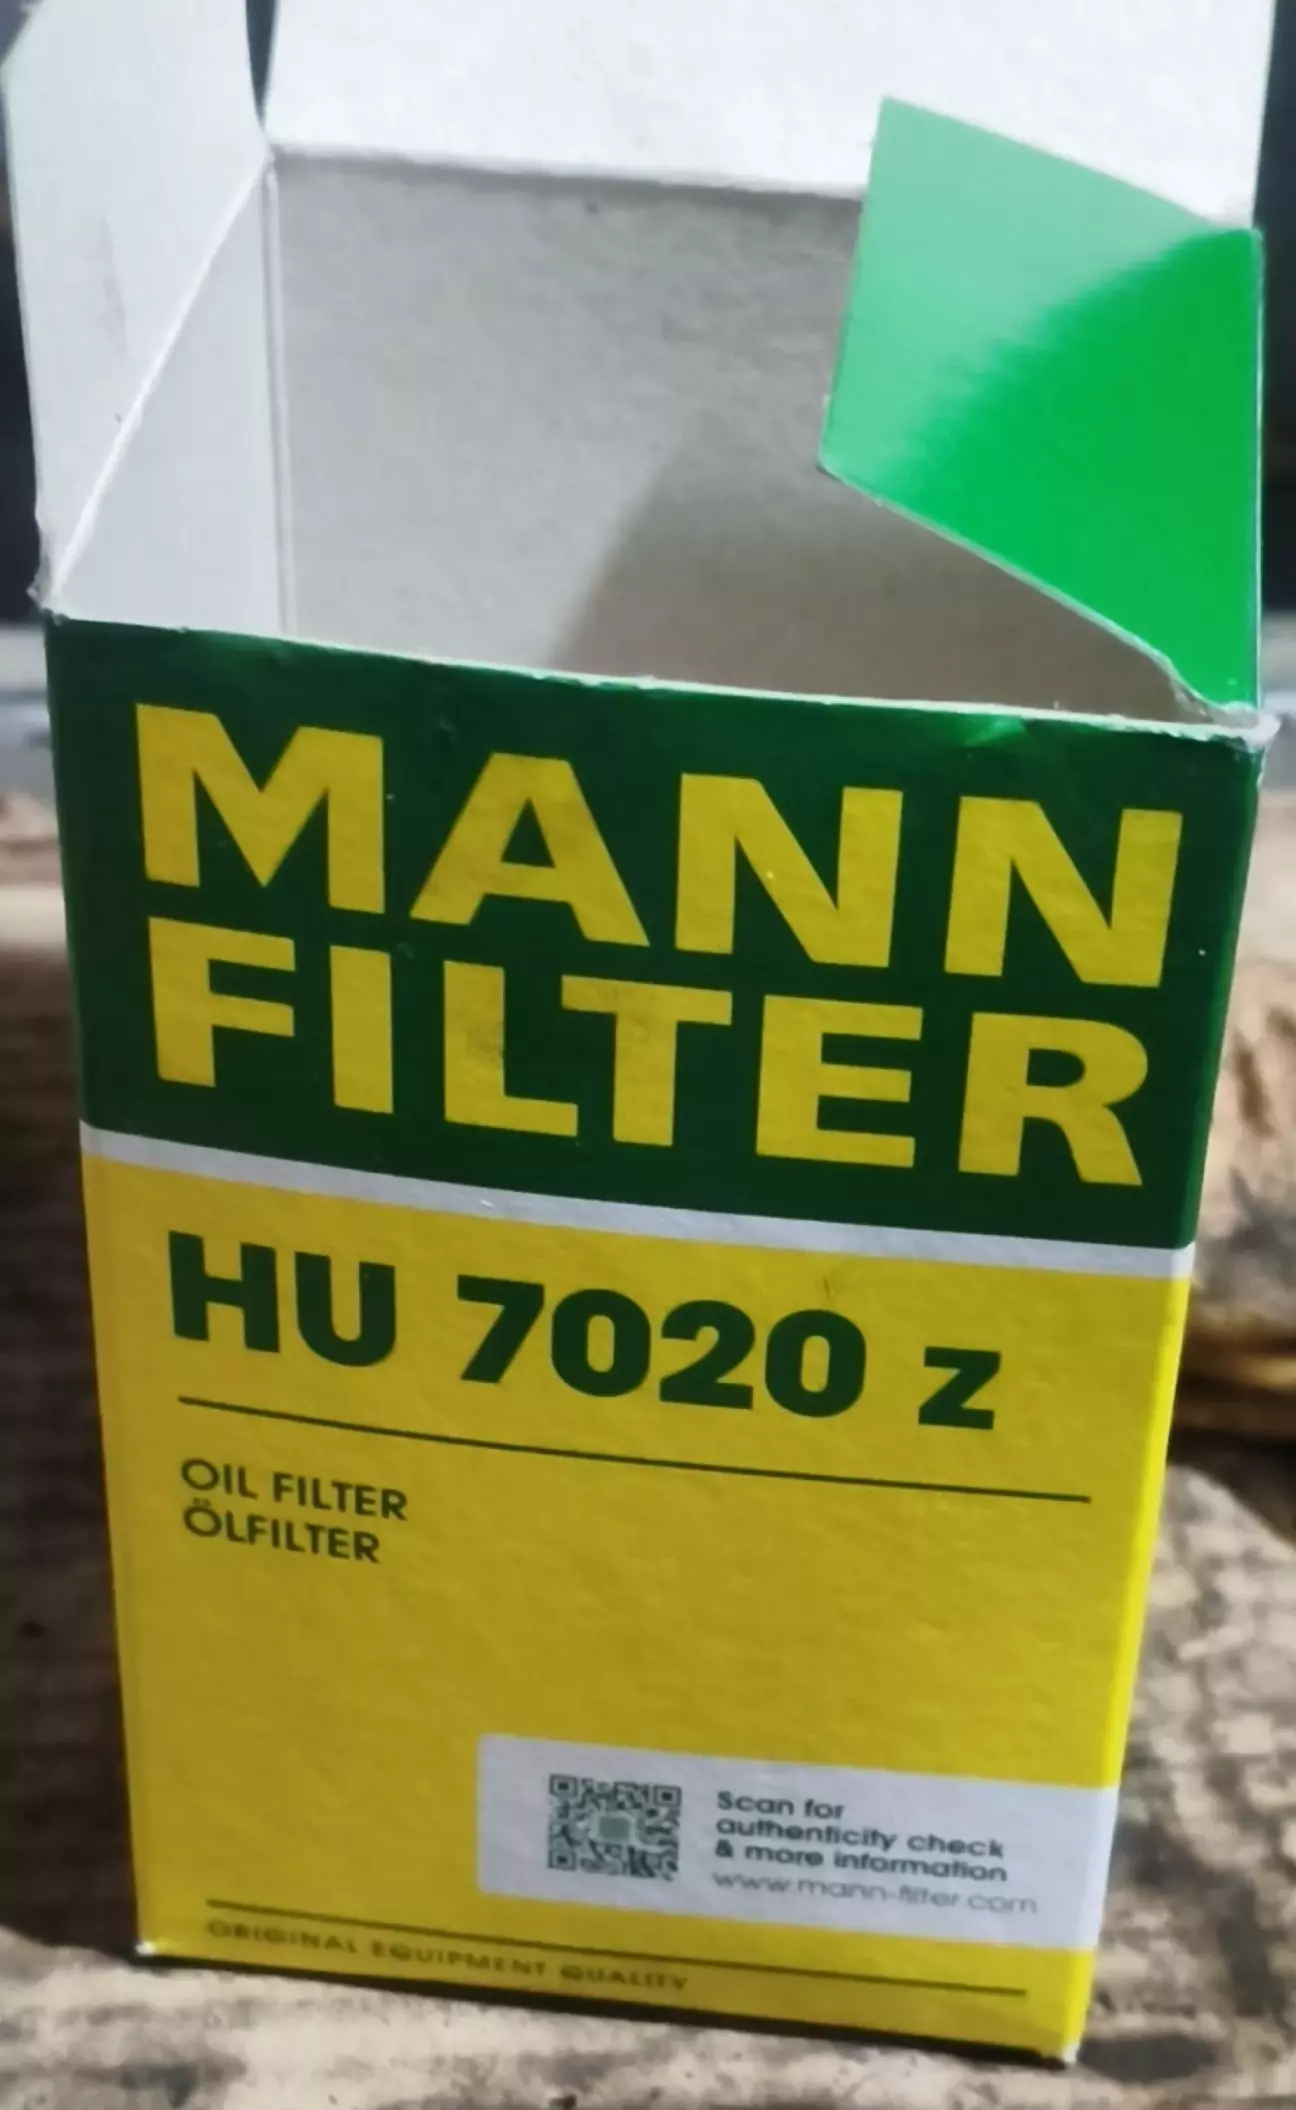 MANN
FILTER
HU 7020 z
OIL FILTER
ÖLFILTER
Scan for
authenticity check
& more information
www.mann-filter.com
ORIGINAL EQUIPMENT QUALITY